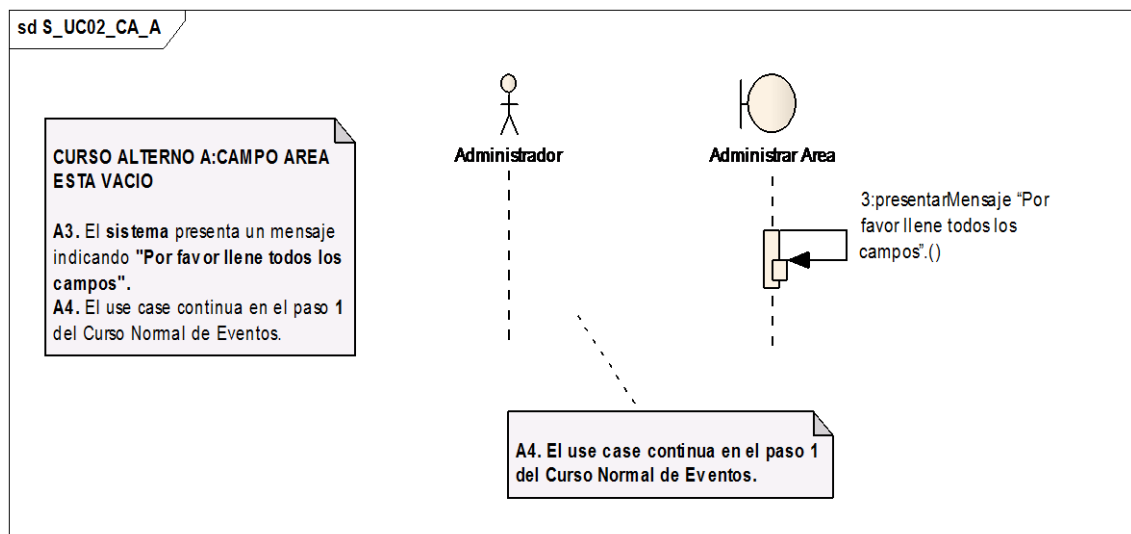 sd S_UC02_CA_A
CURSO ALTERNO A:CAMPO AREA
ESTA VACIO
A3. El sistema presenta un mensaje
indicando "Por favor llene todos los
campos".
A4. El use case continua en el paso 1
del Curso Normal de Eventos.
Administrador
Administrar Area
3:presentarMensaje “Por
favor llene todos los
campos”.()
A4. El use case continua en el paso 1
del Curso Normal de Eventos.